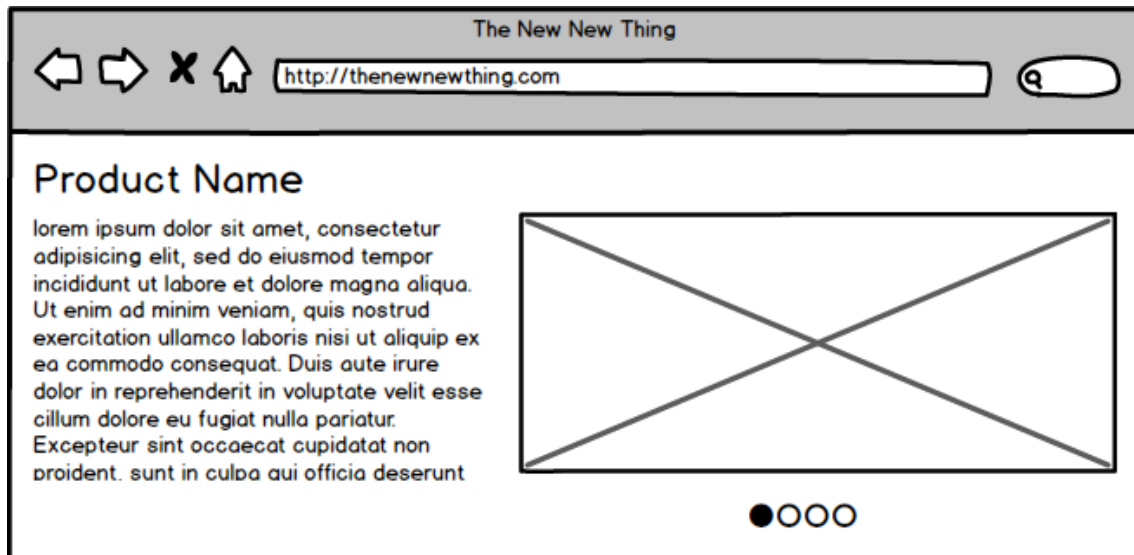 The New New Thing
http://thenewnewthing.com
Product Name
lorem ipsum dolor sit amet, consectetur
adipisicing elit, sed do eiusmod tempor
incididunt ut labore et dolore magna aliqua.
Ut enim ad minim veniam, quis nostrud
exercitation ullamco laboris nisi ut aliquip ex
ea commodo consequat. Duis aute irure
dolor in reprehenderit in voluptate velit esse
cillum dolore eu fugiat nulla pariatur.
Excepteur sint occaecat cupidatat non
proident, sunt in culpa qui officia deserunt